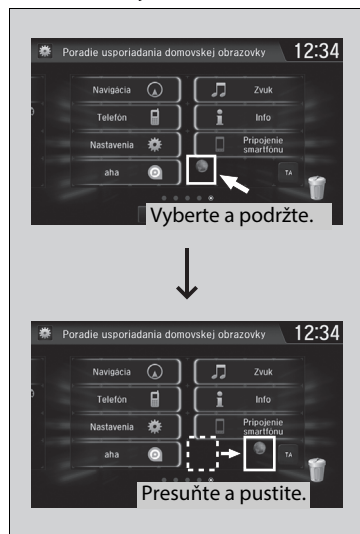 Poradie usporiadania domovskej obrazovky 12:34
Navigácia Zvuk
Telefón Info
Nastavenia Pripojenie
smartfónu
aha TA
Vyberte a podržte.
Poradie usporiadania domovskej obrazovky 12:34
Navigácia Zvuk
Telefón Info
Nastavenia Pripojenie
smartfónu
aha TA
Presuňte a pustite.